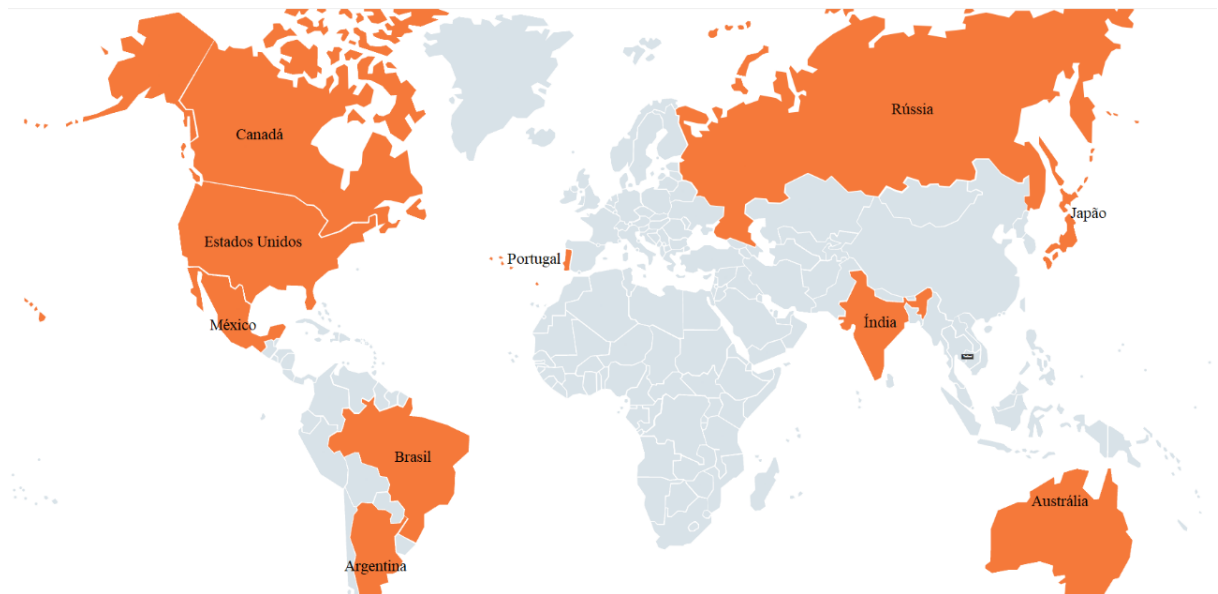 Rússia
Canadá
Japão
Estados Unidos
Portugal
México
Índia
Brasil
Austrália
Argentina